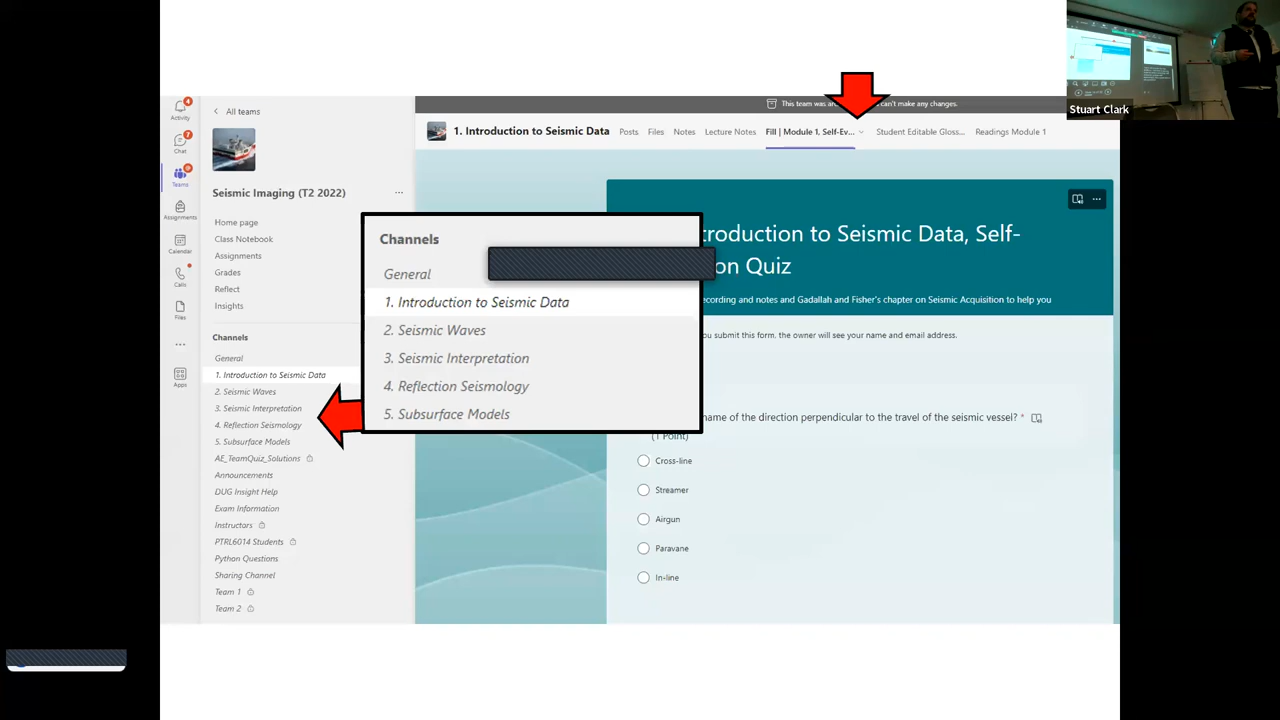 Stuart Clark
This team was ar can't make any changes.
All teams
Activity
4
Chat
7
Teams
Assignments
Calendar
Calls
Files
Apps
Seismic Imaging (T2 2022)
Home page
Class Notebook
Assignments
Grades
Reflect
Insights
Channels
General
1. Introduction to Seismic Data
2. Seismic Waves
3. Seismic Interpretation
4. Reflection Seismology
5. Subsurface Models
AE_TeamQuiz_Solutions
Announcements
DUG Insight Help
Exam Information
Instructors
PTRL6014 Students
Python Questions
Sharing Channel
Team 1
Team 2
1. Introduction to Seismic Data Posts Files Notes Lecture Notes Fill | Module 1, Self-Ev... Student Editable Gloss... Readings Module 1
Channels
General
1. Introduction to Seismic Data
2. Seismic Waves
3. Seismic Interpretation
4. Reflection Seismology
5. Subsurface Models
troduction to Seismic Data, Self-
on Quiz
ecording and notes and Gadallah and Fisher's chapter on Seismic Acquisition to help you
ou submit this form, the owner will see your name and email address.
name of the direction perpendicular to the travel of the seismic vessel? *
(1 Point)
Cross-line
Streamer
Airgun
Paravane
In-line